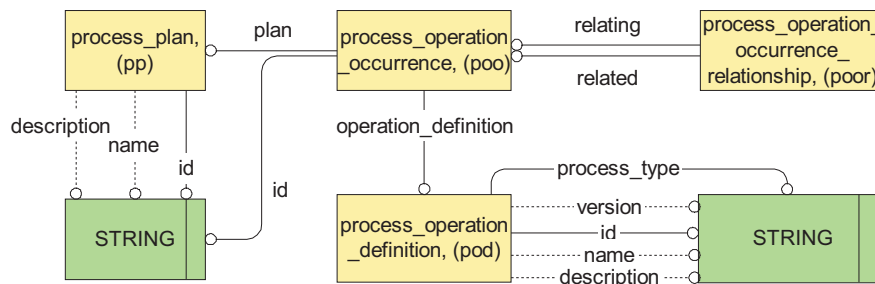 process_plan,
(pp)
plan
process_operation
_occurrence, (poo)
relating
related
process_operation_
occurrence_
relationship, (poor)
description
name
id
id
operation_definition
process_type
STRING
process_operation
_definition, (pod)
version
id
name
description
STRING